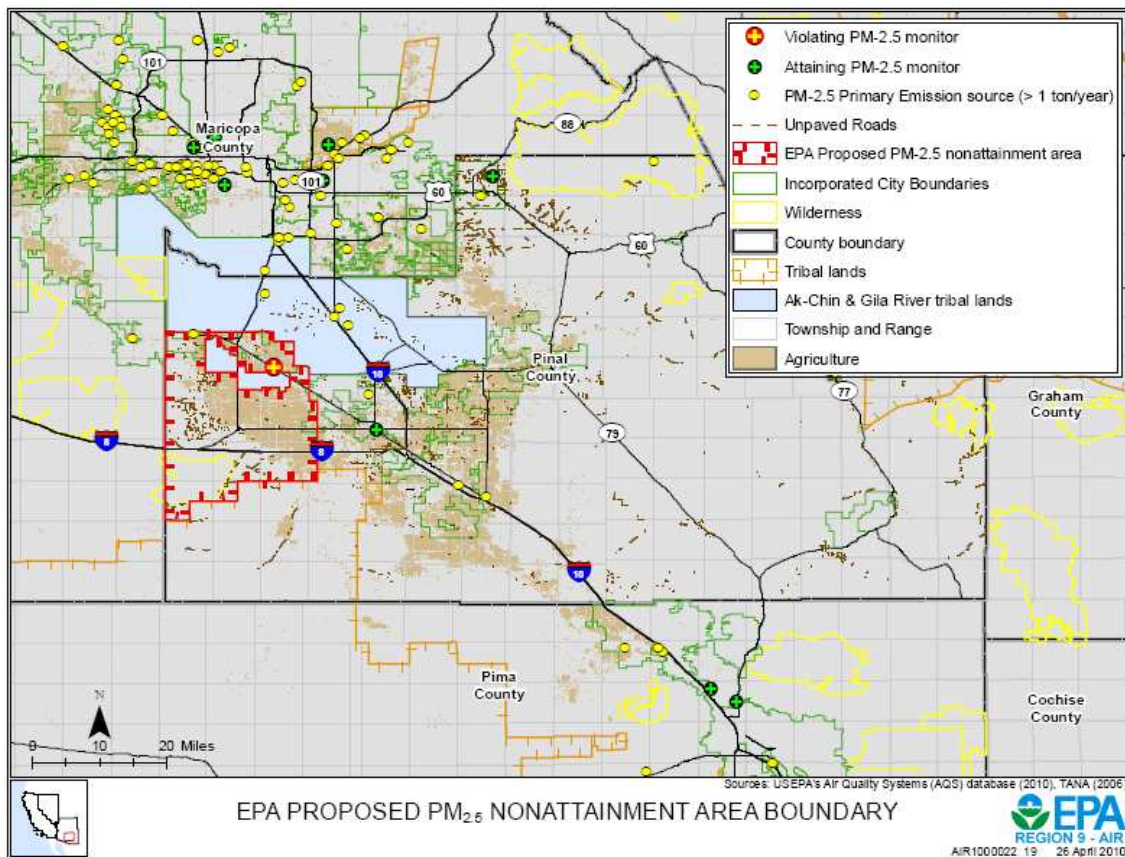 Violating PM-2.5 monitor
Attaining PM-2.5 monitor
PM-2.5 Primary Emission source (> 1 ton/year)
Unpaved Roads
EPA Proposed PM-2.5 nonattainment area
Incorporated City Boundaries
Wilderness
County boundary
Tribal lands
Ak-Chin & Gila River tribal lands
Township and Range
Agriculture
101
Maricopa
County
88
101
60
60
Pinal
County
10
77
Graham
County
8
8
79
10
Pima
County
Cochise
County
N
0 10 20 Miles
Sources: USEPA's Air Quality Systems (AQS) database (2010), TANA (2006
EPA PROPOSED PM2.5 NONATTAINMENT AREA BOUNDARY
EPA
REGION 9 - AIR
AIR1000022_19 26 April 2010